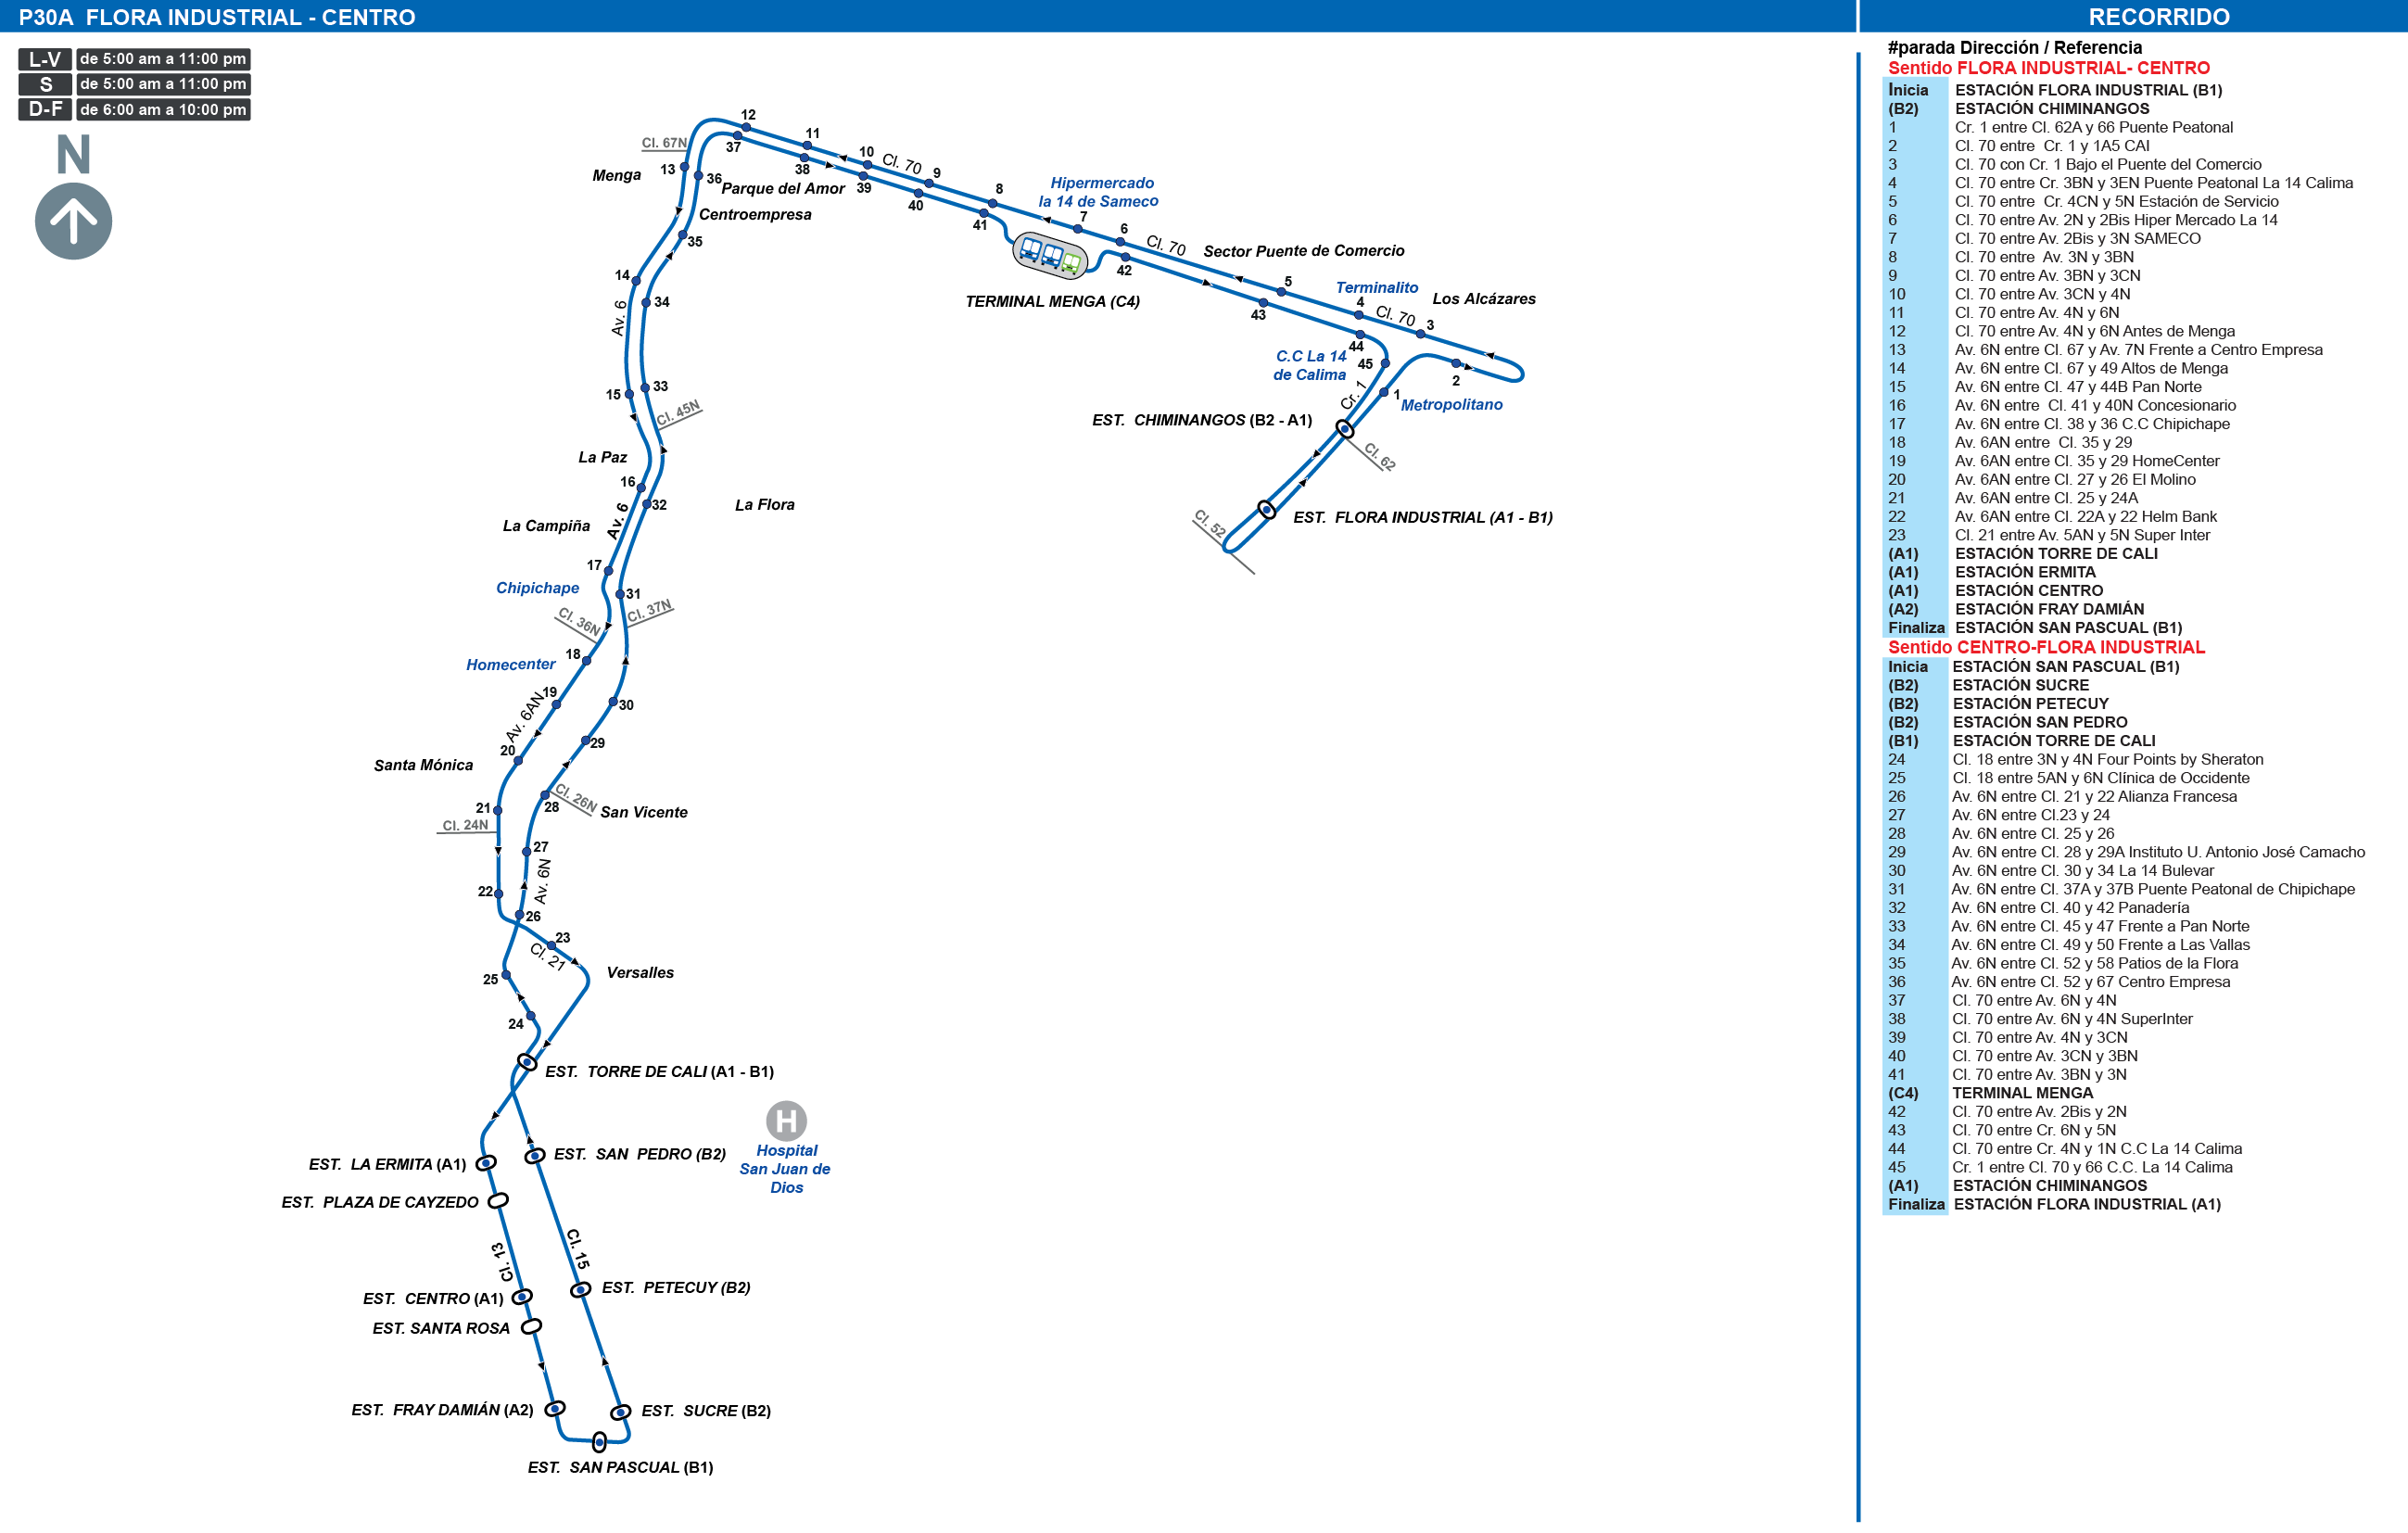 P30A FLORA INDUSTRIAL - CENTRO
RECORRIDO
L-V de 5:00 am a 11:00 pm
S de 5:00 am a 11:00 pm
D-F de 6:00 am a 10:00 pm
N
12
11
10
Cl. 70
9
8
Cl. 67N
37
38
39
40
41
13
36
Menga
Parque del Amor
Centroempresa
35
Hipermercado
la 14 de Sameco
7
6
Cl. 70
42
Sector Puente de Comercio
TERMINAL MENGA (C4)
5
43
Terminalito
4
Cl. 70
3
Los Alcázares
44
45
C.C La 14
de Calima
2
Cr. 1
1
Metropolitano
EST. CHIMINANGOS (B2 - A1)
Cl. 62
EST. FLORA INDUSTRIAL (A1 - B1)
Cl. 52
14
34
Av. 6
15
33
Cl. 45N
La Paz
16
32
La Flora
La Campiña
Av. 6
17
Chipichape
31
Cl. 36N
Cl. 37N
Homecenter
18
19
30
Av. 6AN
29
20
Santa Mónica
21
Cl. 24N
28
Cl. 26N
San Vicente
27
Av. 6N
22
26
23
Cl. 21
Versalles
25
24
EST. TORRE DE CALI (A1 - B1)
H
Hospital
San Juan de
Dios
EST. LA ERMITA (A1)
EST. SAN PEDRO (B2)
EST. PLAZA DE CAYZEDO
Cl. 13
Cl. 15
EST. CENTRO (A1)
EST. PETECUY (B2)
EST. SANTA ROSA
EST. FRAY DAMIÁN (A2)
EST. SUCRE (B2)
EST. SAN PASCUAL (B1)
#parada Dirección / Referencia
Sentido FLORA INDUSTRIAL- CENTRO
Inicia ESTACIÓN FLORA INDUSTRIAL (B1)
(B2) ESTACIÓN CHIMINANGOS
1 Cr. 1 entre Cl. 62A y 66 Puente Peatonal
2 Cl. 70 entre Cr. 1 y 1A5 CAI
3 Cl. 70 con Cr. 1 Bajo el Puente del Comercio
4 Cl. 70 entre Cr. 3BN y 3EN Puente Peatonal La 14 Calima
5 Cl. 70 entre Cr. 4CN y 5N Estación de Servicio
6 Cl. 70 entre Av. 2N y 2Bis Hiper Mercado La 14
7 Cl. 70 entre Av. 2Bis y 3N SAMECO
8 Cl. 70 entre Av. 3N y 3BN
9 Cl. 70 entre Av. 3BN y 3CN
10 Cl. 70 entre Av. 3CN y 4N
11 Cl. 70 entre Av. 4N y 6N
12 Cl. 70 entre Av. 4N y 6N Antes de Menga
13 Av. 6N entre Cl. 67 y Av. 7N Frente a Centro Empresa
14 Av. 6N entre Cl. 67 y 49 Altos de Menga
15 Av. 6N entre Cl. 47 y 44B Pan Norte
16 Av. 6N entre Cl. 41 y 40N Concesionario
17 Av. 6N entre Cl. 38 y 36 C.C Chipichape
18 Av. 6AN entre Cl. 35 y 29
19 Av. 6AN entre Cl. 35 y 29 HomeCenter
20 Av. 6AN entre Cl. 27 y 26 El Molino
21 Av. 6AN entre Cl. 25 y 24A
22 Av. 6AN entre Cl. 22A y 22 Helm Bank
23 Cl. 21 entre Av. 5AN y 5N Super Inter
(A1) ESTACIÓN TORRE DE CALI
(A1) ESTACIÓN ERMITA
(A1) ESTACIÓN CENTRO
(A2) ESTACIÓN FRAY DAMIÁN
Finaliza ESTACIÓN SAN PASCUAL (B1)
Sentido CENTRO-FLORA INDUSTRIAL
Inicia ESTACIÓN SAN PASCUAL (B1)
(B2) ESTACIÓN SUCRE
(B2) ESTACIÓN PETECUY
(B2) ESTACIÓN SAN PEDRO
(B1) ESTACIÓN TORRE DE CALI
24 Cl. 18 entre 3N y 4N Four Points by Sheraton
25 Cl. 18 entre 5AN y 6N Clínica de Occidente
26 Av. 6N entre Cl. 21 y 22 Alianza Francesa
27 Av. 6N entre Cl.23 y 24
28 Av. 6N entre Cl. 25 y 26
29 Av. 6N entre Cl. 28 y 29A Instituto U. Antonio José Camacho
30 Av. 6N entre Cl. 30 y 34 La 14 Bulevar
31 Av. 6N entre Cl. 37A y 37B Puente Peatonal de Chipichape
32 Av. 6N entre Cl. 40 y 42 Panadería
33 Av. 6N entre Cl. 45 y 47 Frente a Pan Norte
34 Av. 6N entre Cl. 49 y 50 Frente a Las Vallas
35 Av. 6N entre Cl. 52 y 58 Patios de la Flora
36 Av. 6N entre Cl. 52 y 67 Centro Empresa
37 Cl. 70 entre Av. 6N y 4N
38 Cl. 70 entre Av. 6N y 4N SuperInter
39 Cl. 70 entre Av. 4N y 3CN
40 Cl. 70 entre Av. 3CN y 3BN
41 Cl. 70 entre Av. 3BN y 3N
(C4) TERMINAL MENGA
42 Cl. 70 entre Av. 2Bis y 2N
43 Cl. 70 entre Cr. 6N y 5N
44 Cl. 70 entre Cr. 4N y 1N C.C La 14 Calima
45 Cr. 1 entre Cl. 70 y 66 C.C. La 14 Calima
(A1) ESTACIÓN CHIMINANGOS
Finaliza ESTACIÓN FLORA INDUSTRIAL (A1)